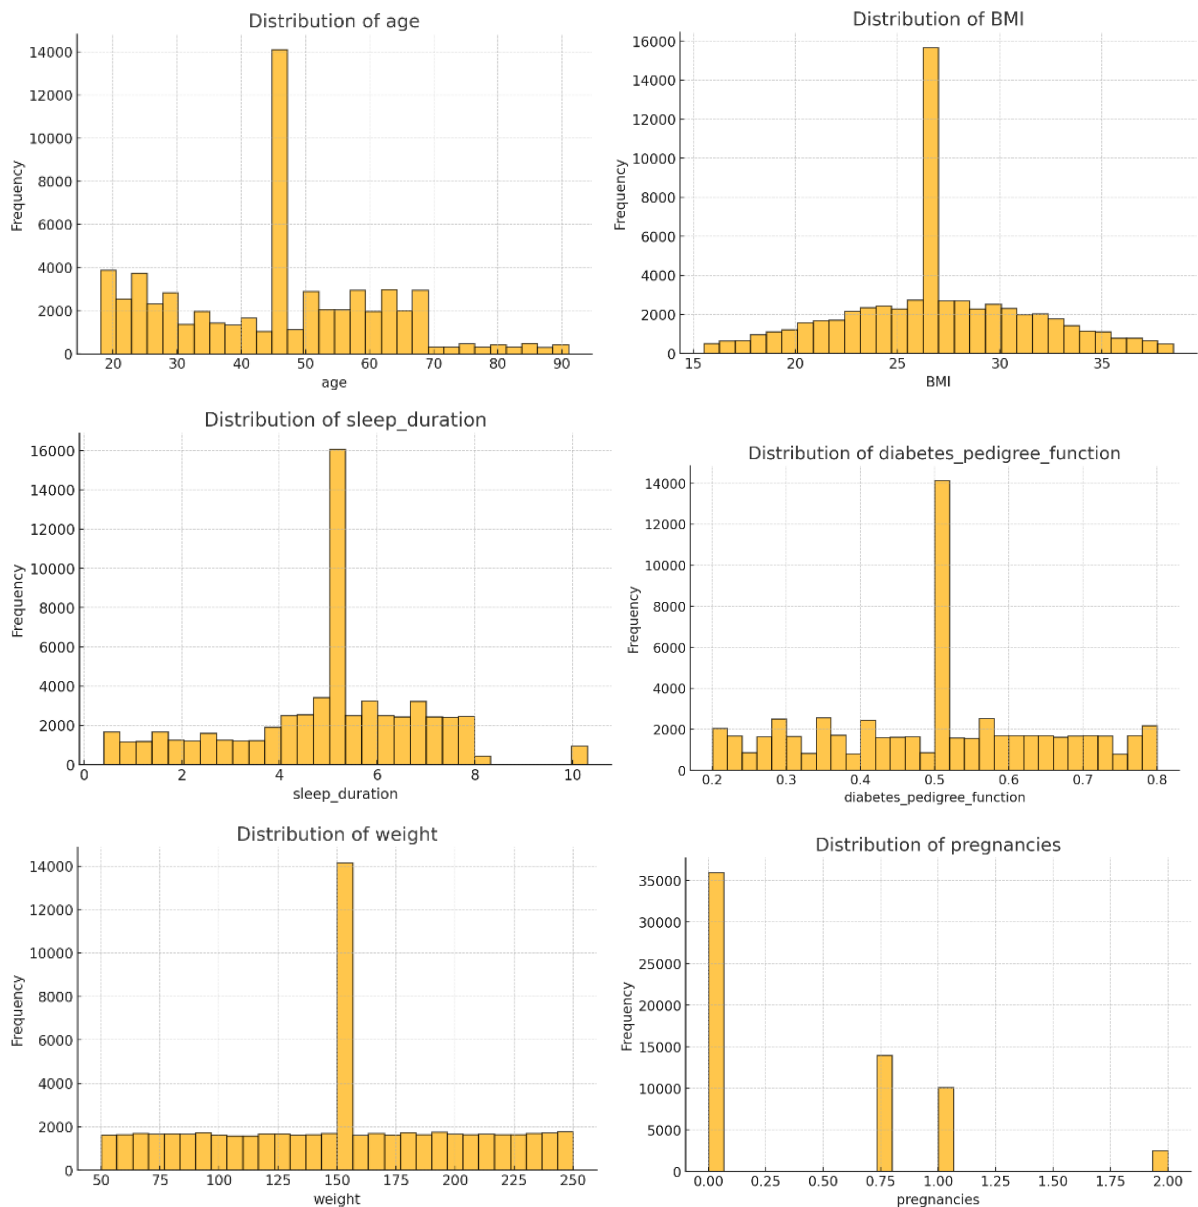 Distribution of age
14000
12000
10000
8000
6000
4000
2000
0
Frequency
20 30 40 50 60 70 80 90
age
Distribution of BMI
16000
14000
12000
10000
8000
6000
4000
2000
0
Frequency
15 20 25 30 35
BMI
Distribution of sleep_duration
16000
14000
12000
10000
8000
6000
4000
2000
0
Frequency
0 2 4 6 8 10
sleep_duration
Distribution of diabetes_pedigree_function
14000
12000
10000
8000
6000
4000
2000
0
Frequency
0.2 0.3 0.4 0.5 0.6 0.7 0.8
diabetes_pedigree_function
Distribution of weight
14000
12000
10000
8000
6000
4000
2000
0
Frequency
50 75 100 125 150 175 200 225 250
weight
Distribution of pregnancies
35000
30000
25000
20000
15000
10000
5000
0
Frequency
0.00 0.25 0.50 0.75 1.00 1.25 1.50 1.75 2.00
pregnancies